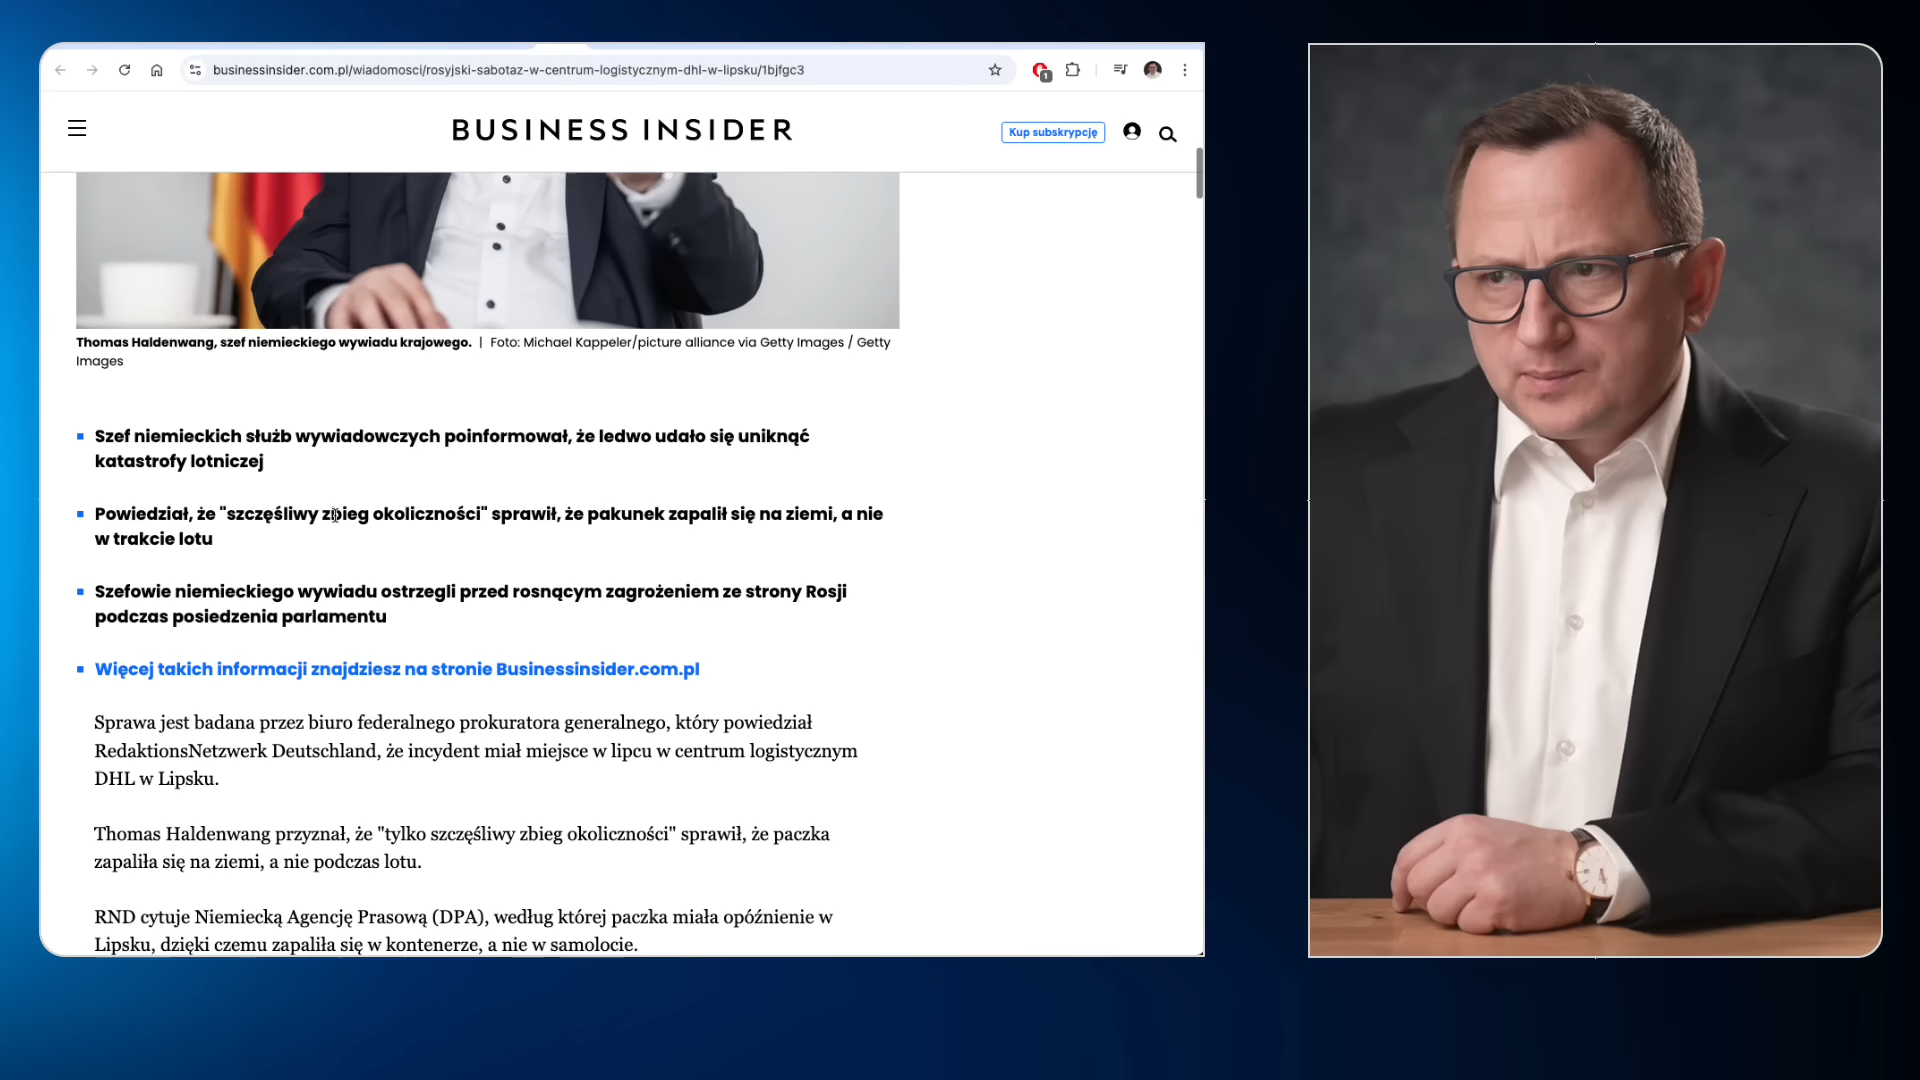 businessinsider.com.pl/wiadomosci/rosyjski-sabotaz-w-centrum-logistycznym-dhl-w-lipsku/1bjfgc3
1
BUSINESS INSIDER
Kup subskrypcję
Thomas Haldenwang, szef niemieckiego wywiadu krajowego. | Foto: Michael Kappeler/picture alliance via Getty Images / Getty
Images
Szef niemieckich służb wywiadowczych poinformował, że ledwo udało się uniknąć
katastrofy lotniczej
Powiedział, że "szczęśliwy zbieg okoliczności" sprawił, że pakunek zapalił się na ziemi, a nie
w trakcie lotu
Szefowie niemieckiego wywiadu ostrzegli przed rosnącym zagrożeniem ze strony Rosji
podczas posiedzenia parlamentu
Więcej takich informacji znajdziesz na stronie Businessinsider.com.pl
Sprawa jest badana przez biuro federalnego prokuratora generalnego, który powiedział
RedaktionsNetzwerk Deutschland, że incydent miał miejsce w lipcu w centrum logistycznym
DHL w Lipsku.
Thomas Haldenwang przyznał, że "tylko szczęśliwy zbieg okoliczności" sprawił, że paczka
zapaliła się na ziemi, a nie podczas lotu.
RND cytuje Niemiecką Agencję Prasową (DPA), według której paczka miała opóźnienie w
Lipsku, dzięki czemu zapaliła się w kontenerze, a nie w samolocie.